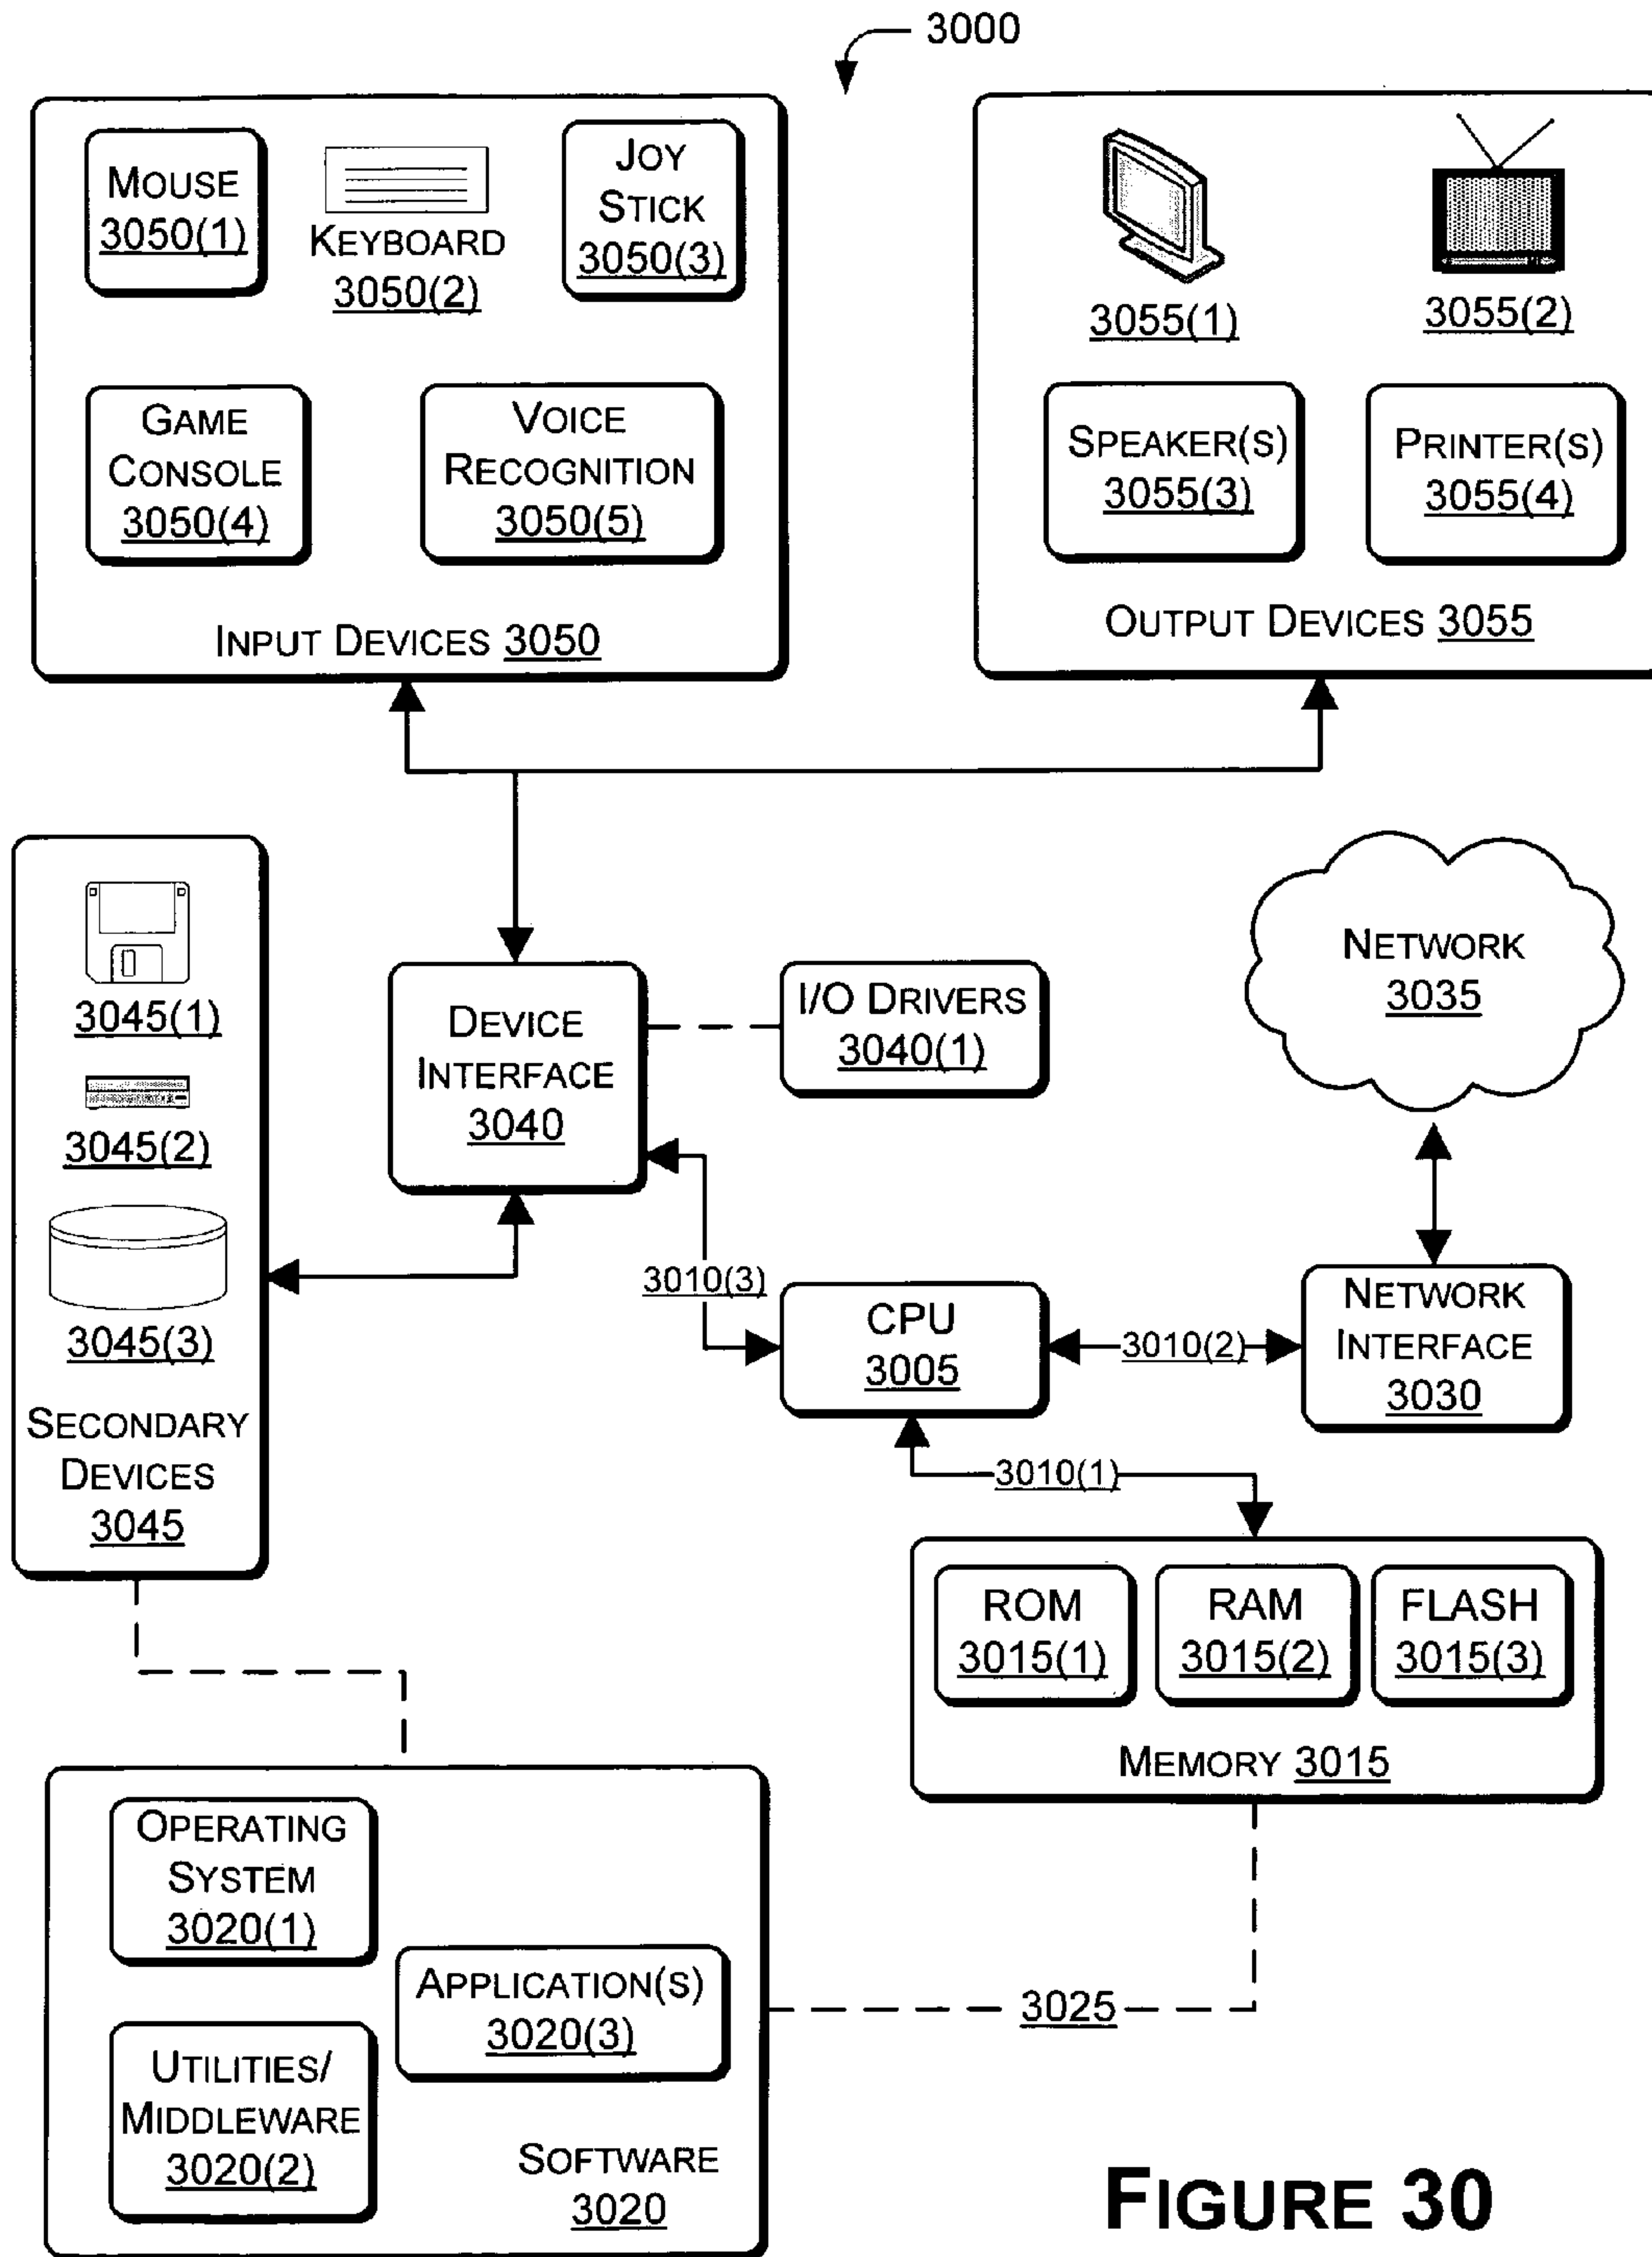 3000
MOUSE
3050(1)
KEYBOARD
3050(2)
JOY
STICK
3050(3)
GAME
CONSOLE
3050(4)
VOICE
RECOGNITION
3050(5)
INPUT DEVICES 3050
3055(1)
3055(2)
SPEAKER(S)
3055(3)
PRINTER(S)
3055(4)
OUTPUT DEVICES 3055
3045(1)
3045(2)
3045(3)
SECONDARY
DEVICES
3045
DEVICE
INTERFACE
3040
I/O DRIVERS
3040(1)
NETWORK
3035
3010(3)
CPU
3005
3010(2)
NETWORK
INTERFACE
3030
3010(1)
ROM
3015(1)
RAM
3015(2)
FLASH
3015(3)
MEMORY 3015
OPERATING
SYSTEM
3020(1)
APPLICATION(S)
3020(3)
UTILITIES/
MIDDLEWARE
3020(2)
SOFTWARE
3020
3025
FIGURE 30